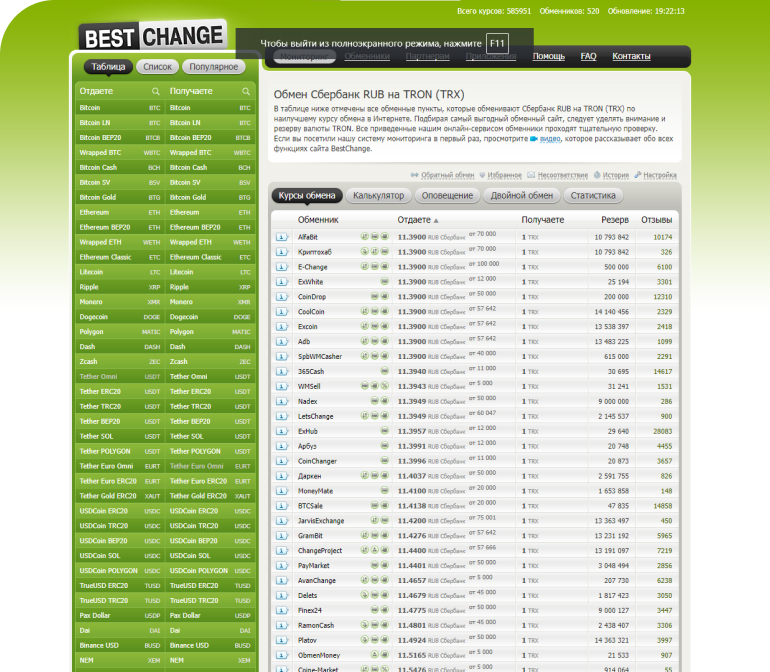 Всего курсов: 585951 Обменников: 520 Обновление: 19:22:13
BEST CHANGE
Чтобы выйти из полноэкранного режима, нажмите F11
Мониторинг Обменники Партнерам Приложения Помощь FAQ Контакты
Таблица Список Популярное
Отдаете Получаете
Bitcoin BTC Bitcoin BTC
Bitcoin LN BTC Bitcoin LN BTC
Bitcoin BEP20 BTCB Bitcoin BEP20 BTCB
Wrapped BTC WBTC Wrapped BTC WBTC
Bitcoin Cash BCH Bitcoin Cash BCH
Bitcoin SV BSV Bitcoin SV BSV
Bitcoin Gold BTG Bitcoin Gold BTG
Ethereum ETH Ethereum ETH
Ethereum BEP20 ETH Ethereum BEP20 ETH
Wrapped ETH WETH Wrapped ETH WETH
Ethereum Classic ETC Ethereum Classic ETC
Litecoin LTC Litecoin LTC
Ripple XRP Ripple XRP
Monero XMR Monero XMR
Dogecoin DOGE Dogecoin DOGE
Polygon MATIC Polygon MATIC
Dash DASH Dash DASH
Zcash ZEC Zcash ZEC
Tether Omni USDT Tether Omni USDT
Tether ERC20 USDT Tether ERC20 USDT
Tether TRC20 USDT Tether TRC20 USDT
Tether BEP20 USDT Tether BEP20 USDT
Tether SOL USDT Tether SOL USDT
Tether POLYGON USDT Tether POLYGON USDT
Tether Euro Omni EURT Tether Euro Omni EURT
Tether Euro ERC20 EURT Tether Euro ERC20 EURT
Tether Gold ERC20 XAUT Tether Gold ERC20 XAUT
USDCoin ERC20 USDC USDCoin ERC20 USDC
USDCoin TRC20 USDC USDCoin TRC20 USDC
USDCoin BEP20 USDC USDCoin BEP20 USDC
USDCoin SOL USDC USDCoin SOL USDC
USDCoin POLYGON USDC USDCoin POLYGON USDC
TrueUSD ERC20 TUSD TrueUSD ERC20 TUSD
TrueUSD TRC20 TUSD TrueUSD TRC20 TUSD
Pax Dollar USDP Pax Dollar USDP
Dai DAI Dai DAI
Binance USD BUSD Binance USD BUSD
NEM XEM NEM XEM
Обмен Сбербанк RUB на TRON (TRX)
В таблице ниже отмечены все обменные пункты, которые обменивают Сбербанк RUB на TRON (TRX) по
наилучшему курсу обмена в Интернете. Подбирая самый выгодный обменный сайт, следует уделять внимание и
резерву валюты TRON. Все приведенные нашим он-лайн-сервисом обменники проходят тщательную проверку.
Если вы посетили нашу систему мониторинга в первый раз, просмотрите видео, которое рассказывает обо всех
функциях сайта BestChange.
Обратный обмен Избранное Несоответствие История Настройка
Курсы обмена Калькулятор Оповещение Двойной обмен Статистика
Обменник Отдаете ▲ Получаете Резерв Отзывы
AlfaBit 11.3900 RUB Сбербанк от 70 000 1 TRX 10 793 842 10174
Криптохаб 11.3900 RUB Сбербанк от 70 000 1 TRX 10 793 842 326
E-Change 11.3900 RUB Сбербанк от 100 000 1 TRX 500 000 6100
ExWhite 11.3900 RUB Сбербанк от 12 000 1 TRX 25 194 3301
CoinDrop 11.3900 RUB Сбербанк от 50 000 1 TRX 200 000 12310
CoolCoin 11.3900 RUB Сбербанк от 57 642 1 TRX 14 140 456 2329
Excoin 11.3900 RUB Сбербанк от 57 642 1 TRX 13 538 397 2418
Adb 11.3900 RUB Сбербанк от 57 642 1 TRX 13 483 225 1099
SpbWMCasher 11.3900 RUB Сбербанк от 40 000 1 TRX 615 000 2291
365Cash 11.3940 RUB Сбербанк от 11 000 1 TRX 30 695 14617
WMSell 11.3943 RUB Сбербанк от 5 000 1 TRX 31 241 1531
Nadex 11.3949 RUB Сбербанк от 50 000 1 TRX 9 000 000 286
LetsChange 11.3949 RUB Сбербанк от 60 047 1 TRX 2 145 537 900
ExHub 11.3957 RUB Сбербанк от 12 000 1 TRX 29 640 28083
Арбуз 11.3991 RUB Сбербанк от 12 000 1 TRX 20 748 4455
CoinChanger 11.3996 RUB Сбербанк от 11 000 1 TRX 20 873 3657
Даркен 11.4037 RUB Сбербанк от 50 000 1 TRX 2 591 755 826
MoneyMate 11.4100 RUB Сбербанк от 20 000 1 TRX 1 653 858 148
BTCSale 11.4138 RUB Сбербанк от 20 000 1 TRX 47 835 14858
JarvisExchange 11.4200 RUB Сбербанк от 75 001 1 TRX 13 363 497 450
GramBit 11.4276 RUB Сбербанк от 57 642 1 TRX 13 231 192 5965
ChangeProject 11.4400 RUB Сбербанк от 57 666 1 TRX 13 191 097 7219
PayMarket 11.4401 RUB Сбербанк от 50 000 1 TRX 3 048 494 2856
AvanChange 11.4657 RUB Сбербанк от 5 000 1 TRX 207 730 6238
Delets 11.4679 RUB Сбербанк от 45 000 1 TRX 1 817 423 3050
Finex24 11.4775 RUB Сбербанк от 50 000 1 TRX 9 000 127 3447
RamonCash 11.4801 RUB Сбербанк от 45 000 1 TRX 2 438 407 3306
Platov 11.4924 RUB Сбербанк от 50 000 1 TRX 14 363 321 3997
ObmenMoney 11.5165 RUB Сбербанк от 5 000 1 TRX 21 533 907
Coine-Market 11.5476 RUB Сбербанк от 5 000 1 TRX 914 064 55